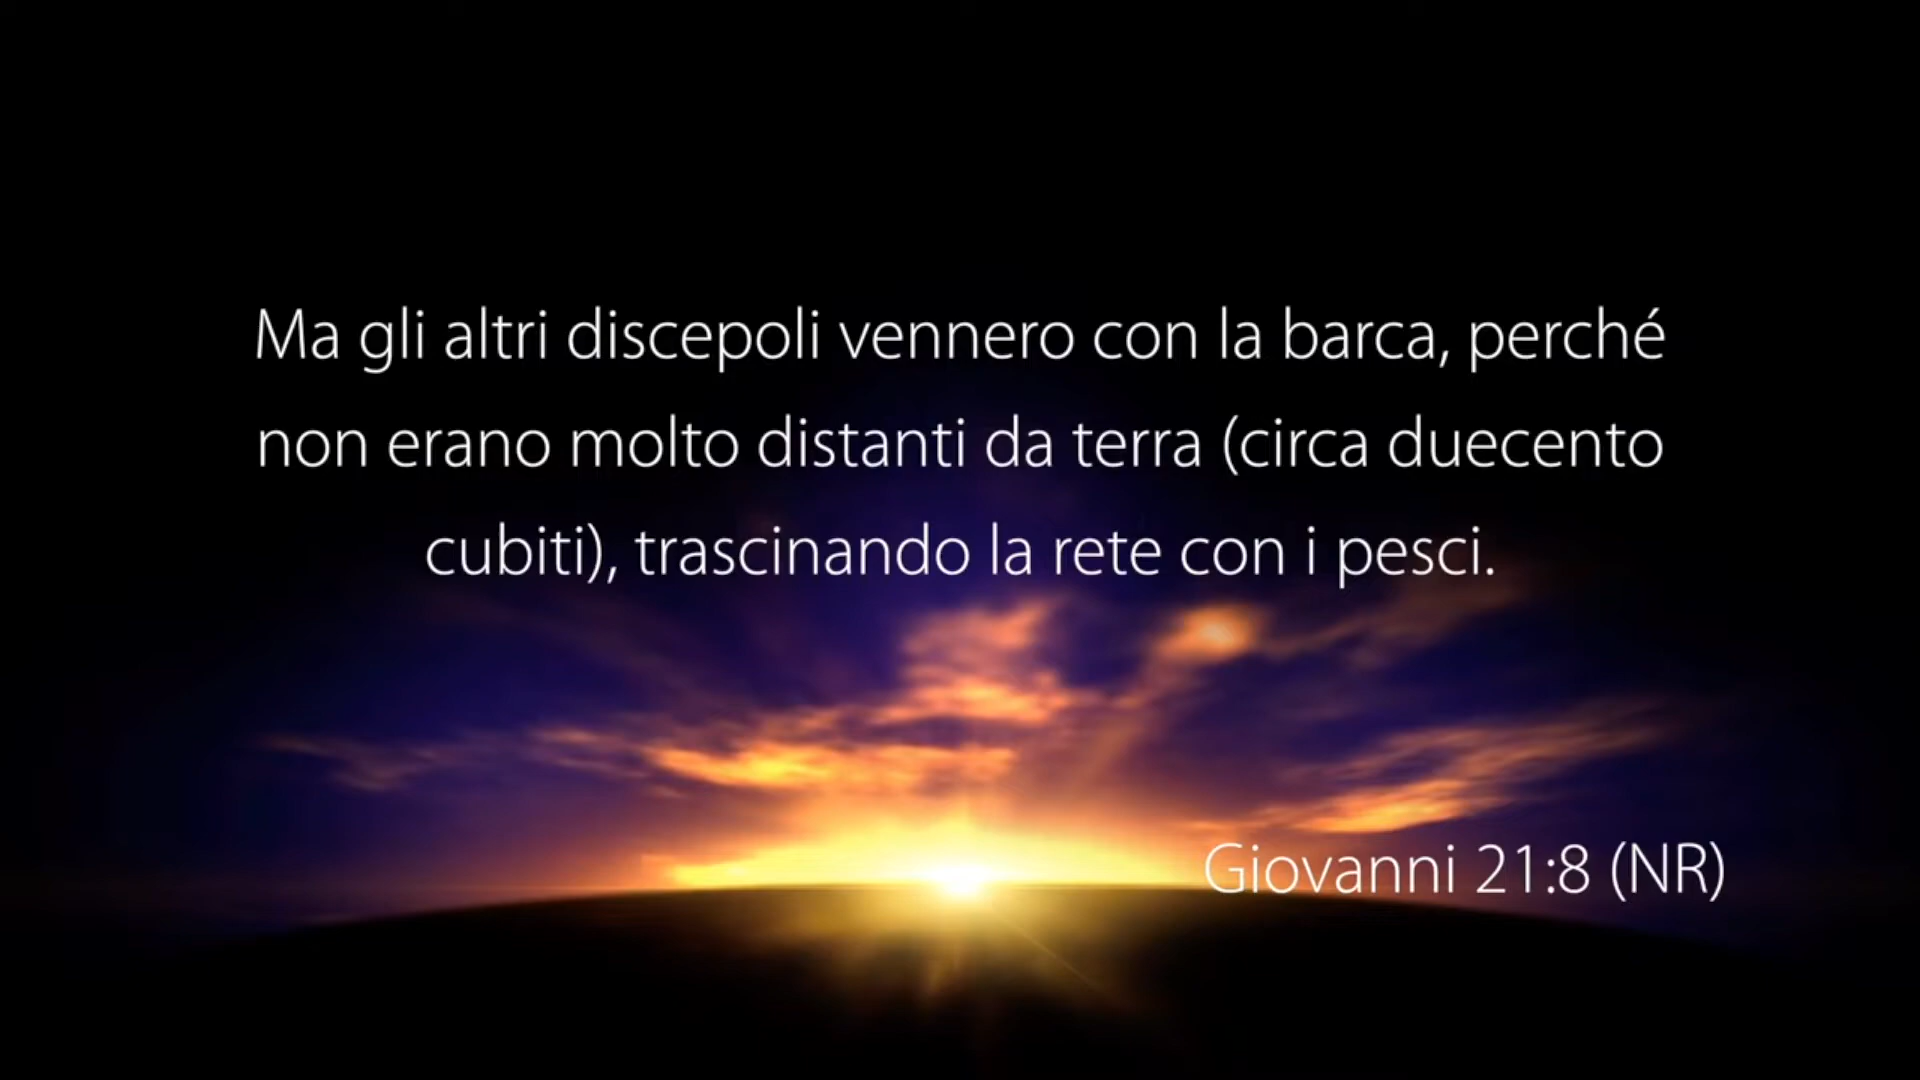 Ma gli altri discepoli vennero con la barca, perché
non erano molto distanti da terra (circa duecento
cubiti), trascinando la rete con i pesci.
Giovanni 21:8 (NR)